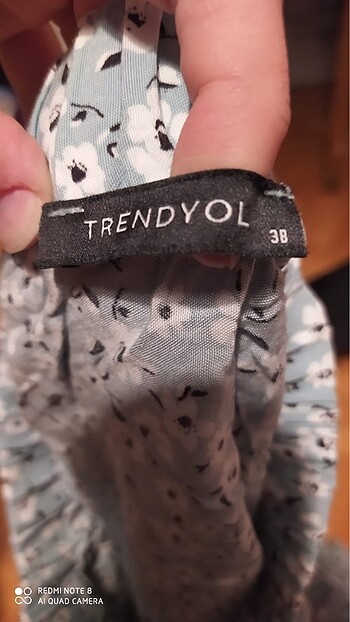 TRENDYOL
38
REDMI NOTE 8
AI QUAD CAMERA